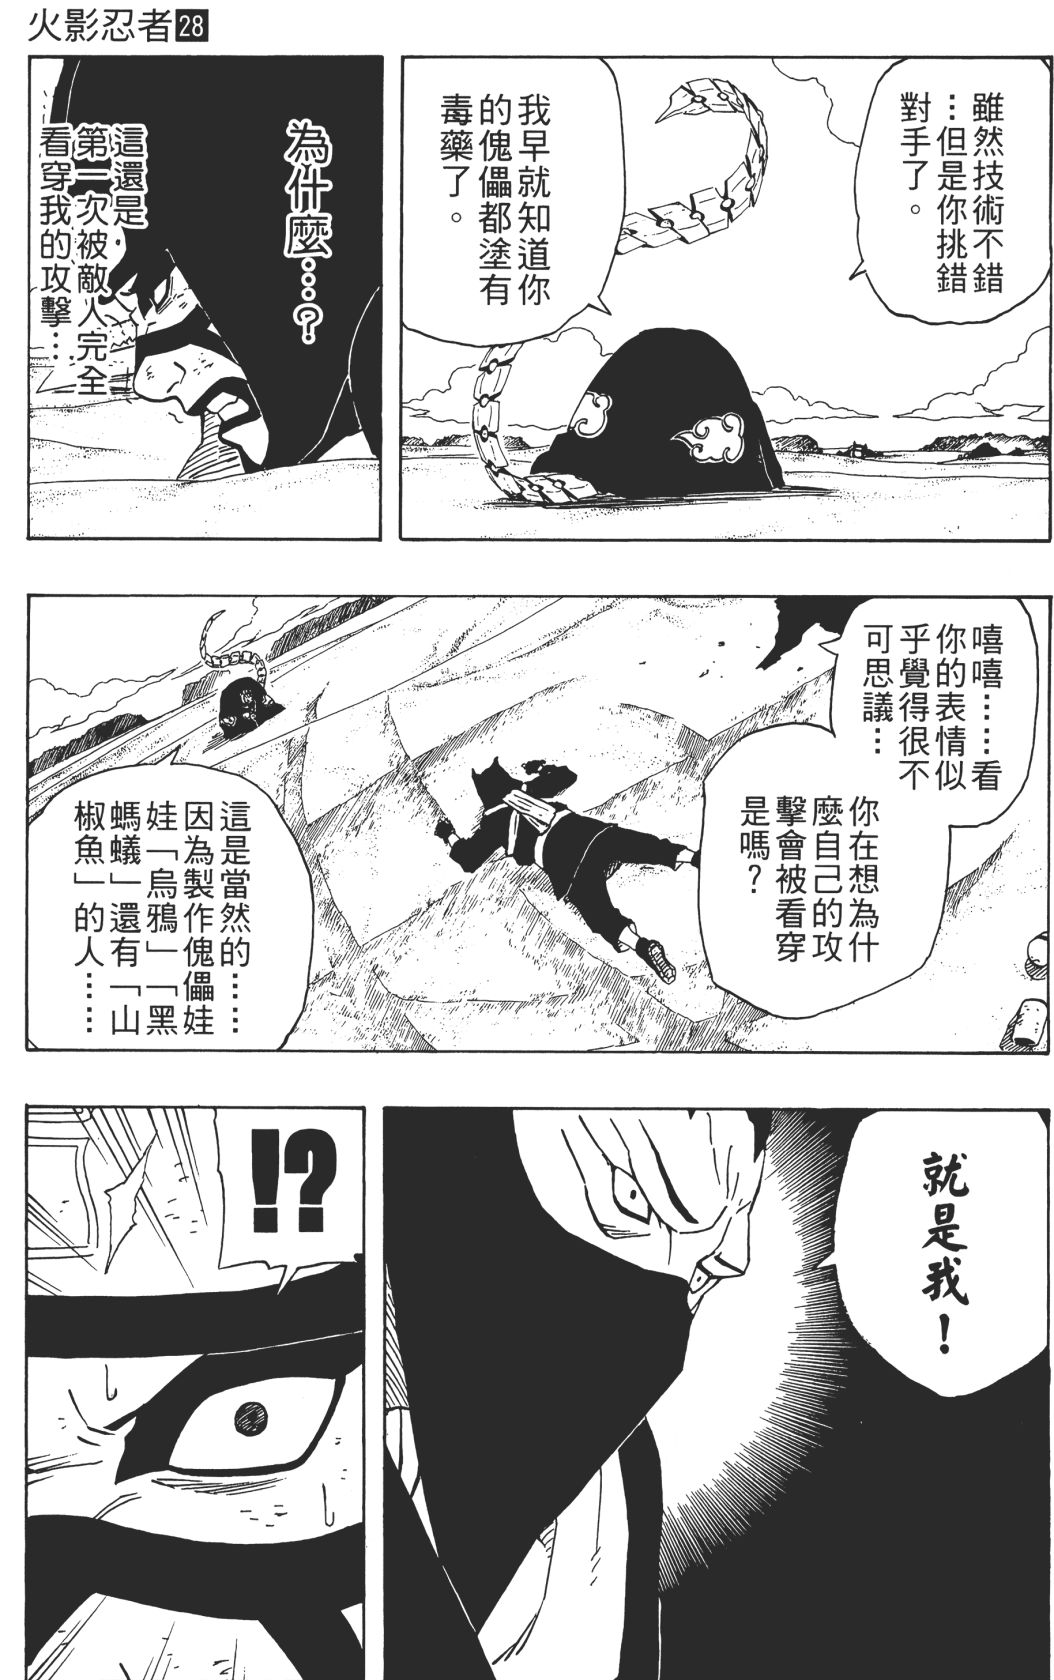 火影忍者28
雖然技術不錯
…但是你挑錯
對手了。
我早就知道你
的傀儡都塗有
毒藥了。
為什麼…?
這還是，
第一次被敵人完全
看穿我的攻擊…
嘻嘻……看
你的表情似
乎覺得很不
可思議…
你在想為什
麼自己的攻
擊會被看穿
是嗎?
這是當然的……
因為製作傀儡娃
娃「烏鴉」「黑
螞蟻」還有「山
椒魚」的人……
就是我!
!?